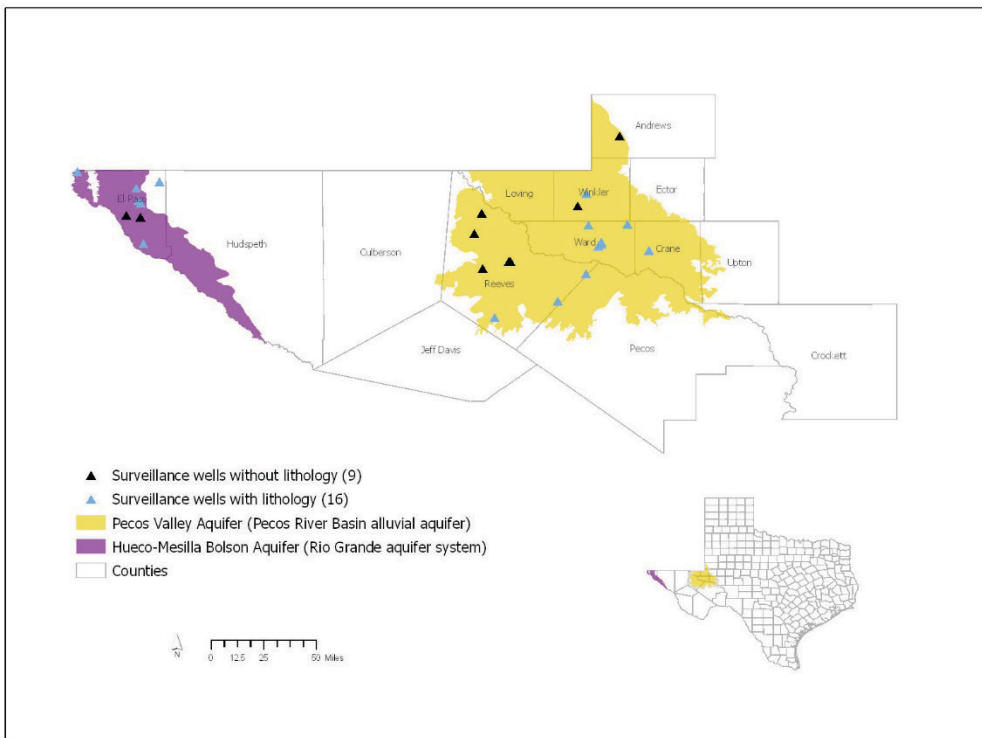 Andrews
Loving
Winkler
Ector
El Paso
Hudspeth
Culberson
Ward
Crane
Upton
Reeves
Jeff Davis
Pecos
Crockett
Surveillance wells without lithology (9)
Surveillance wells with lithology (16)
Pecos Valley Aquifer (Pecos River Basin alluvial aquifer)
Hueco-Mesilla Bolson Aquifer (Rio Grande aquifer system)
Counties
N
0 12.5 25 50 Miles